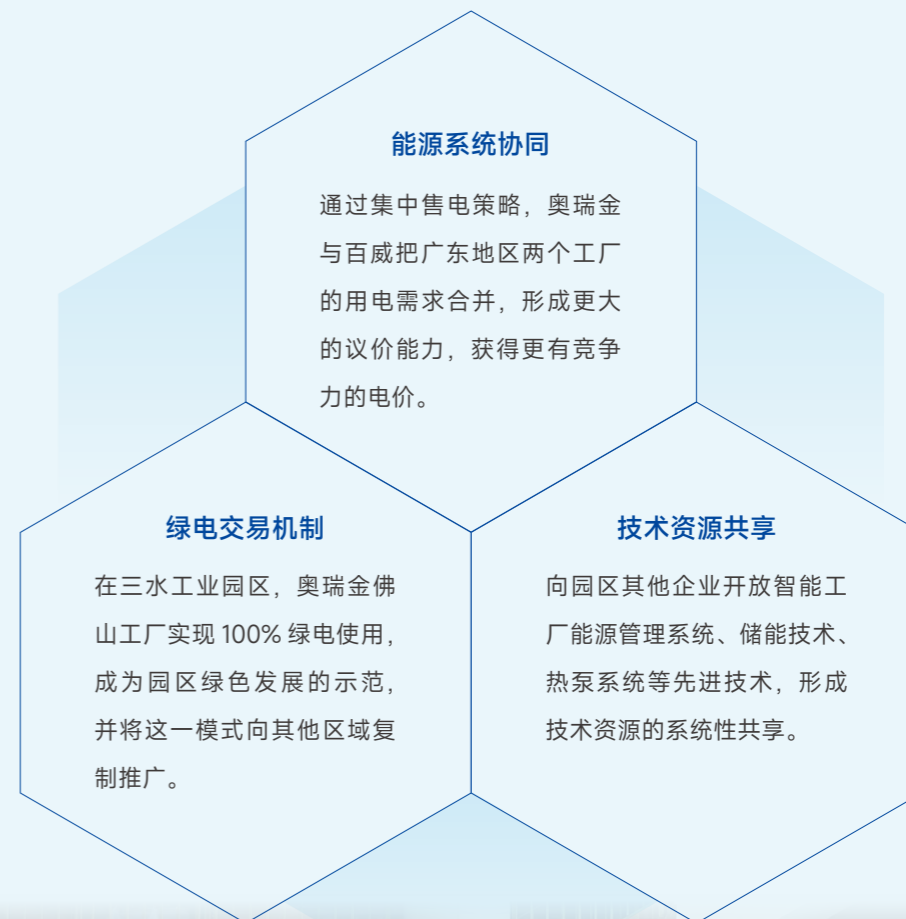 能源系统协同
通过集中售电策略，奥瑞金
与百威把广东地区两个工厂
的用电需求合并，形成更大
的议价能力，获得更有竞争
力的电价。
绿电交易机制
在三水工业园区，奥瑞金佛
山工厂实现 100% 绿电使用，
成为园区绿色发展的示范，
并将这一模式向其他区域复
制推广。
技术资源共享
向园区其他企业开放智能工
厂能源管理系统、储能技术、
热泵系统等先进技术，形成
技术资源的系统性共享。